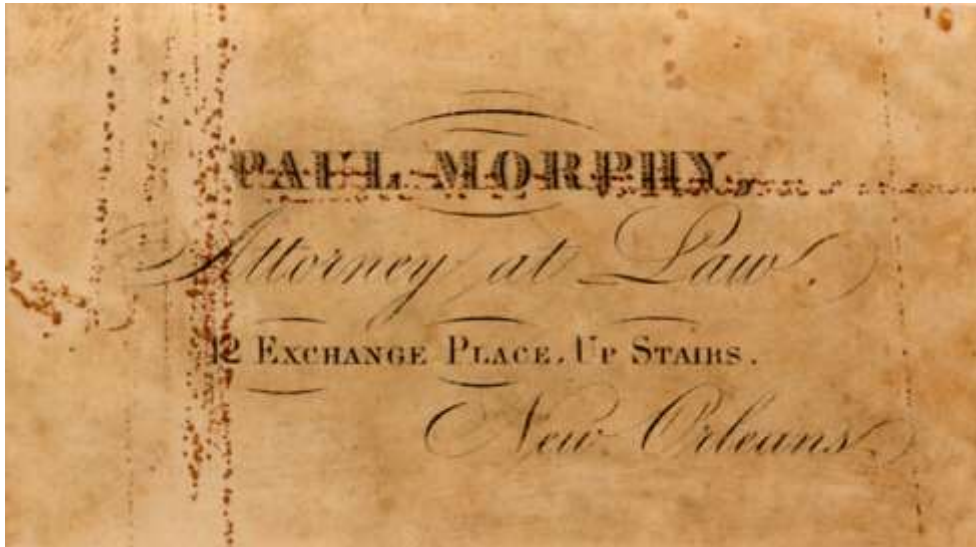 PAUL MORPHY,
Attorney at Law.
12 EXCHANGE PLACE, UP STAIRS.
New Orleans